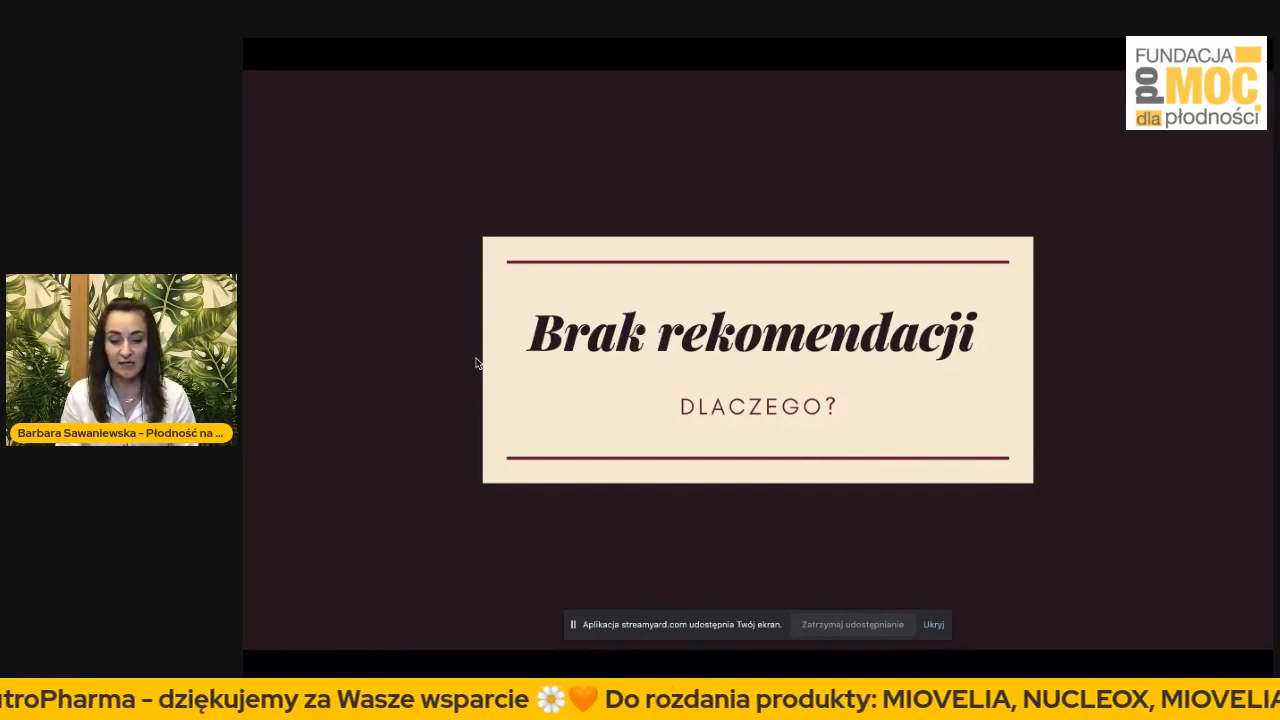 FUNDACJA
po
MOC
dla płodności
Brak rekomendacji
DLACZEGO?
Barbara Sawaniewska - Płodność na ...
Aplikacja streamyard.com udostępnia Twój ekran.
Zatrzymaj udostępnianie
Ukryj
troPharma - dziękujemy za Wasze wsparcie 🌼🧡 Do rozdania produkty: MIOVELIA, NUCLEOX, MIOVELIA